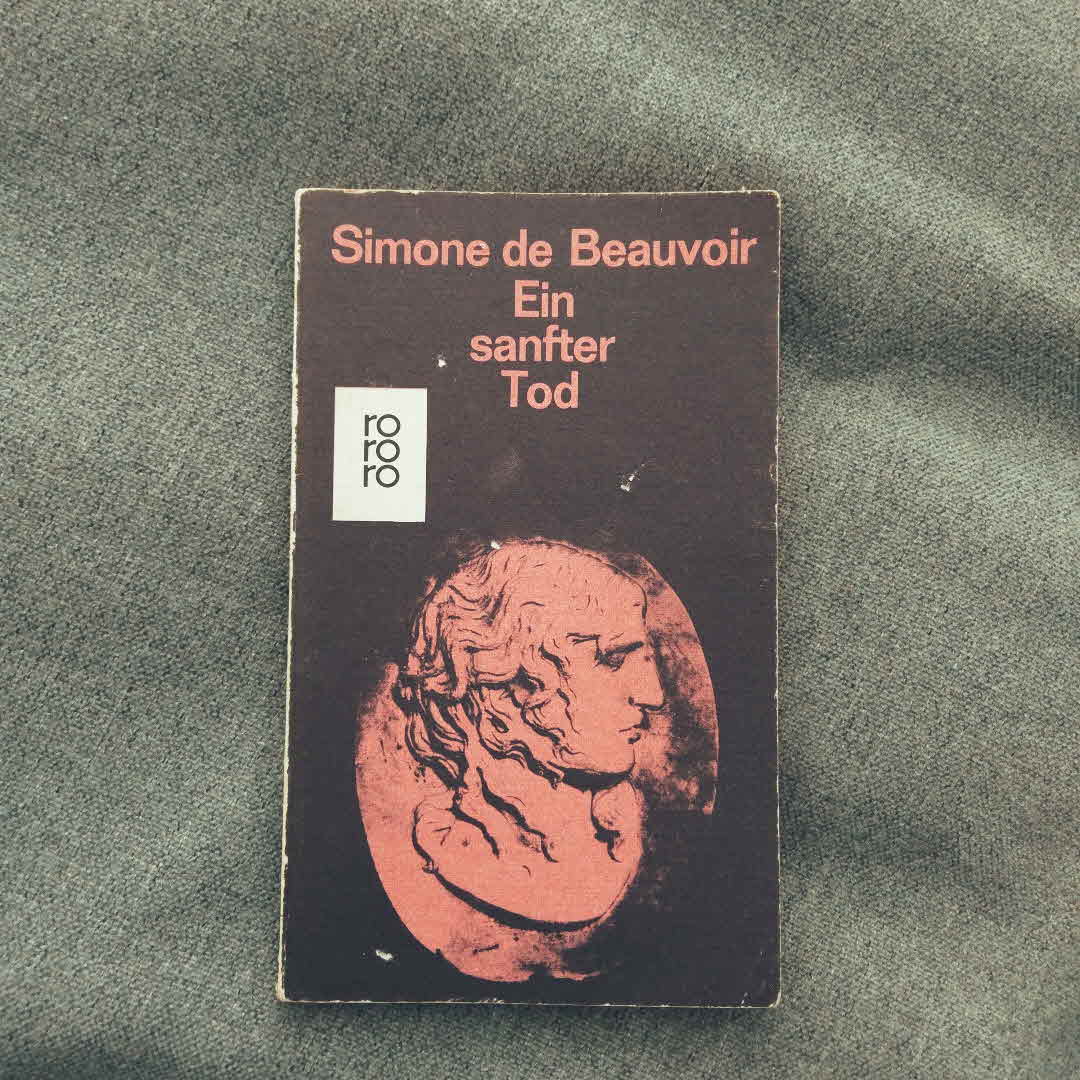 Simone de Beauvoir
Ein
sanfter
Tod
ro
ro
ro